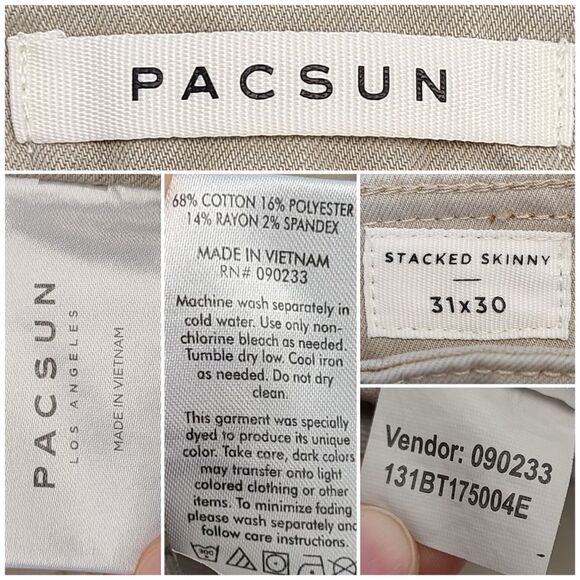 PACSUN
PACSUN
LOS ANGELES
MADE IN VIETNAM
68% COTTON 16% POLYESTER
14% RAYON 2% SPANDEX
MADE IN VIETNAM
RN# 090233
Machine wash separately in
cold water. Use only non-
chlorine bleach as needed.
Tumble dry low. Cool iron
as needed. Do not dry
clean.
This garment was specially
dyed to produce its unique
color. Take care, dark colors
may transfer onto light
colored clothing or other
items. To minimize fading
please wash separately and
follow care instructions.
30C
STACKED SKINNY
31x30
Vendor: 090233
131BT175004E